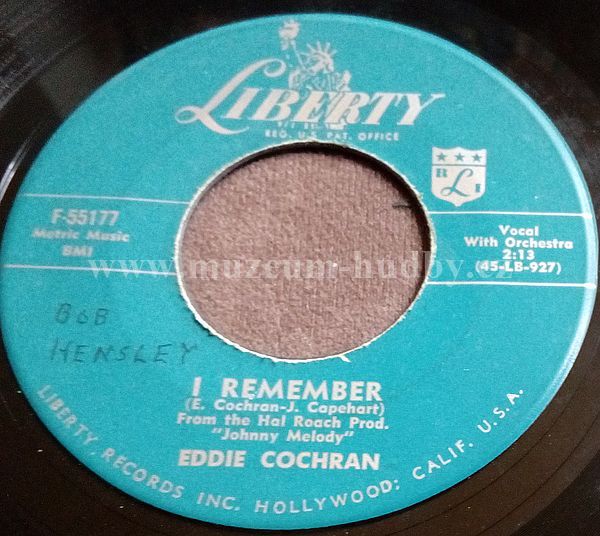 LIBERTY
REG. U.S. PAT. OFFICE
F-55177
Metric Music
BMI
Vocal
With Orchestra
2:13
(45-LB-927)
www.muzeum-hudby.cz
BOB
HENSLEY
I REMEMBER
(E. Cochran-J. Capehart)
From the Hal Roach Prod.
"Johnny Melody"
EDDIE COCHRAN
LIBERTY RECORDS INC. HOLLYWOOD; CALIF. U.S.A.